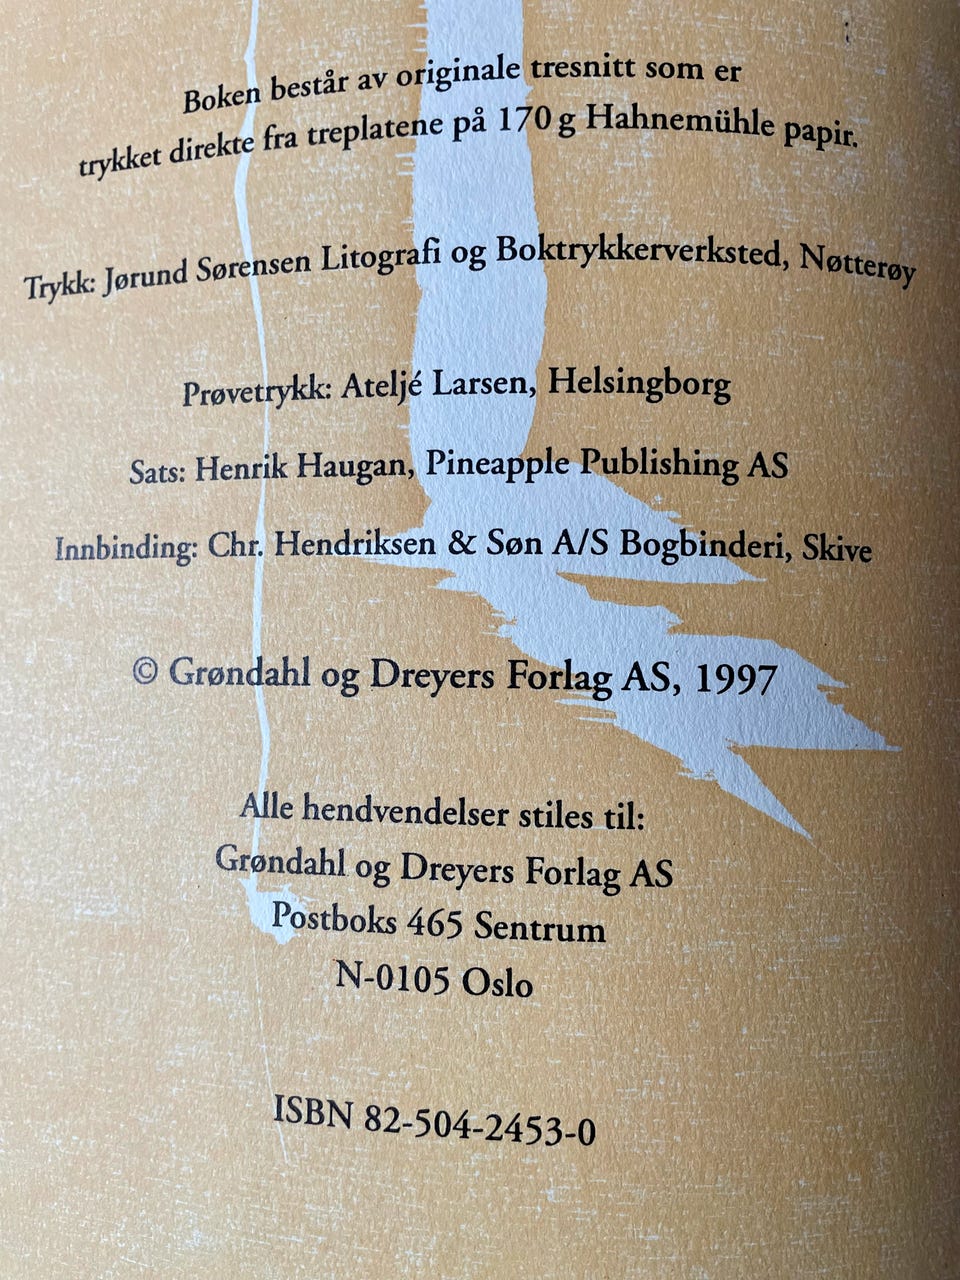 Boken består av originale tresnitt som er
trykket direkte fra treplatene på 170 g Hahnemühle papir.
Trykk: Jørund Sørensen Litografi og Boktrykkerverksted, Nøtterøy
Prøvetrykk: Ateljé Larsen, Helsingborg
Sats: Henrik Haugan, Pineapple Publishing AS
Innbinding: Chr. Hendriksen & Søn A/S Bogbinderi, Skive
© Grøndahl og Dreyers Forlag AS, 1997
Alle hendvendelser stiles til:
Grøndahl og Dreyers Forlag AS
Postboks 465 Sentrum
N-0105 Oslo
ISBN 82-504-2453-0